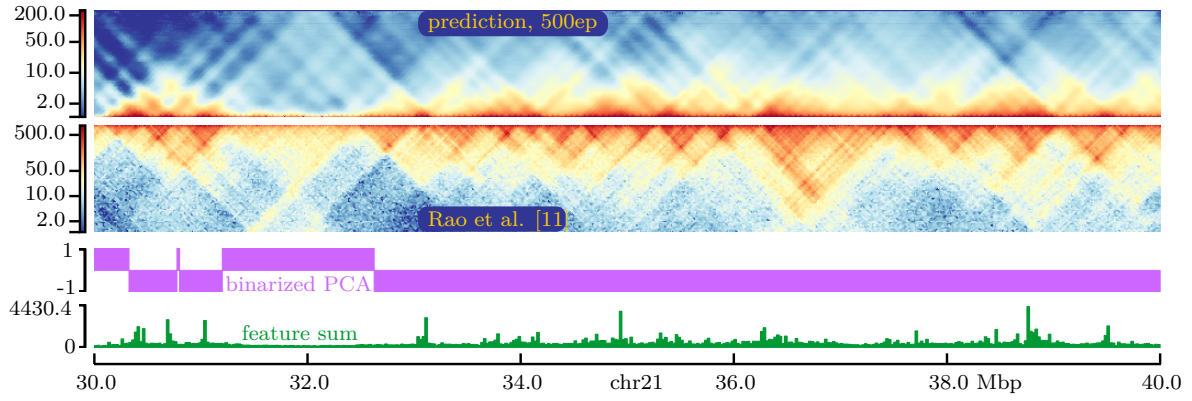 200.0
50.0
10.0
2.0
prediction, 500ep
500.0
50.0
10.0
2.0
Rao et al. [11]
1
-1
binarized PCA
4430.4
0
feature sum
30.0 32.0 34.0 chr21 36.0 38.0 Mbp 40.0